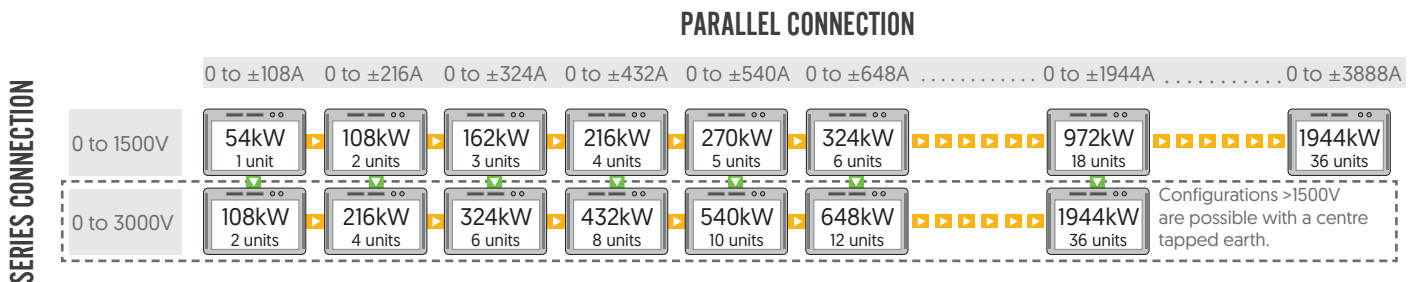 PARALLEL CONNECTION
SERIES CONNECTION
0 to ±108A 0 to ±216A 0 to ±324A 0 to ±432A 0 to ±540A 0 to ±648A . . . . . . . . . . . . 0 to ±1944A . . . . . . . . . . . . 0 to ±3888A
0 to 1500V
54kW
1 unit
108kW
2 units
162kW
3 units
216kW
4 units
270kW
5 units
324kW
6 units
972kW
18 units
1944kW
36 units
0 to 3000V
108kW
2 units
216kW
4 units
324kW
6 units
432kW
8 units
540kW
10 units
648kW
12 units
1944kW
36 units
Configurations >1500V
are possible with a centre
tapped earth.